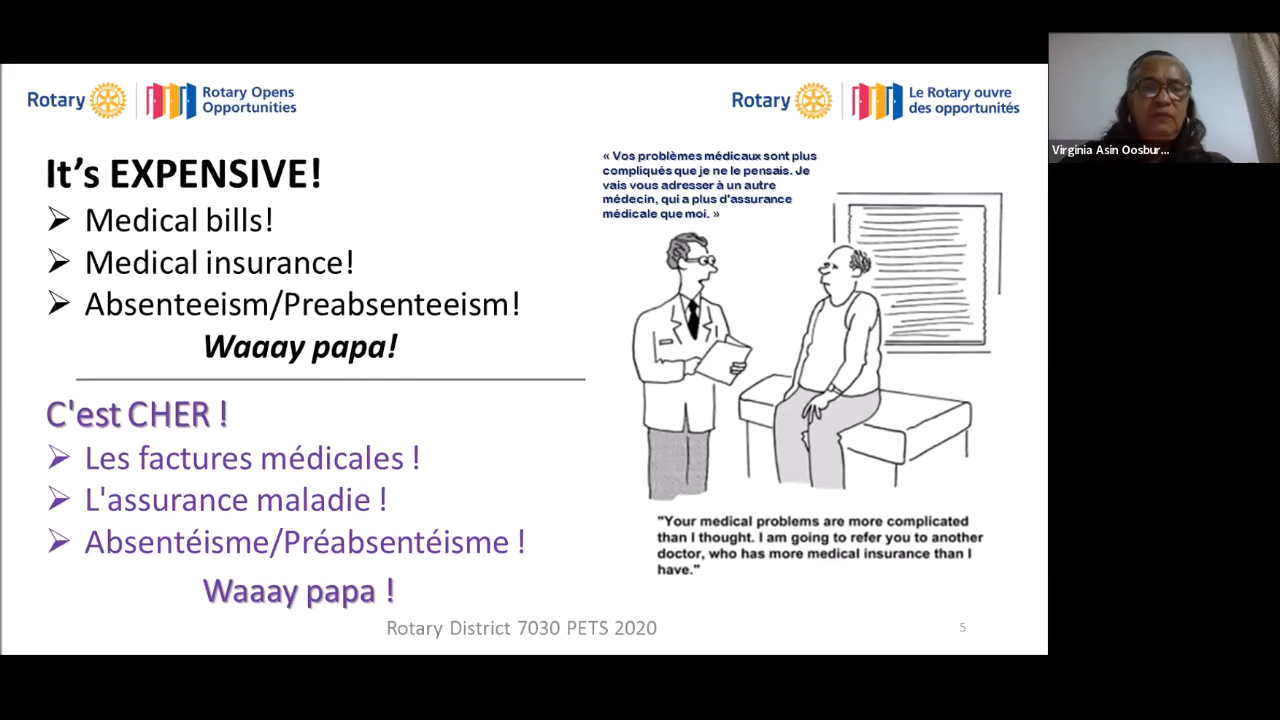 Rotary
Rotary Opens
Opportunities
Rotary
Le Rotary ouvre
des opportunités
Virginia Asin Oosbur...
It's EXPENSIVE!
Medical bills!
Medical insurance!
Absenteeism/Preabsenteeism!
Waaay papa!
C'est CHER !
Les factures médicales !
L'assurance maladie !
Absentéisme/Préabsentéisme !
Waaay papa !
« Vos problèmes médicaux sont plus
compliqués que je ne le pensais. Je
vais vous adresser à un autre
médecin, qui a plus d'assurance
médicale que moi. »
"Your medical problems are more complicated
than I thought. I am going to refer you to another
doctor, who has more medical insurance than I
have."
Rotary District 7030 PETS 2020
5